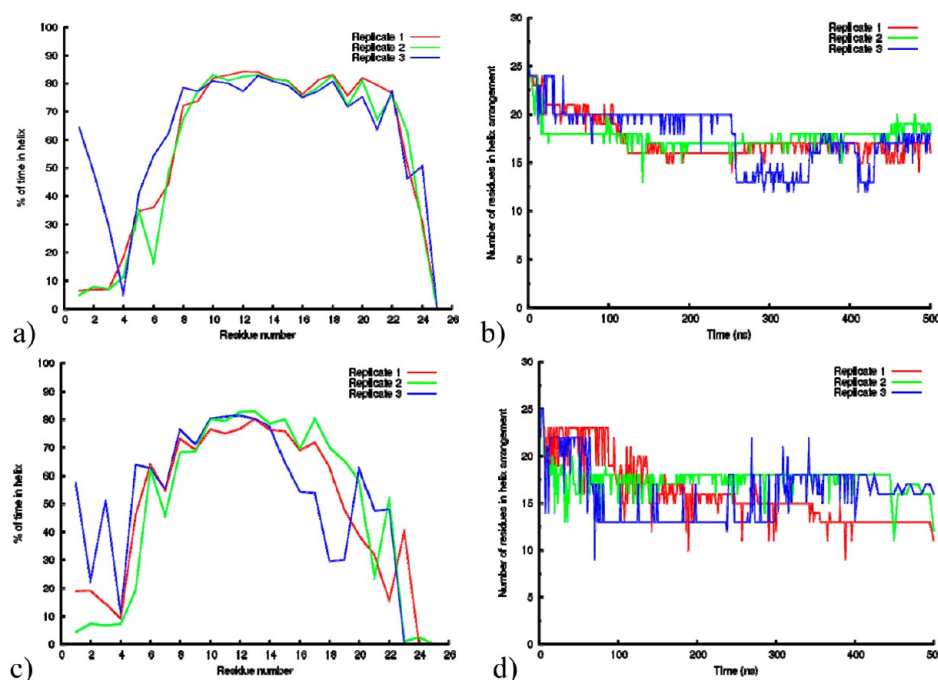 Replicate 1
Replicate 2
Replicate 3
% of time in helix
100
90
80
70
60
50
40
30
20
10
0
0 2 4 6 8 10 12 14 16 18 20 22 24 26
Residue number
a)
Replicate 1
Replicate 2
Replicate 3
Number of residues in helix arrangement
30
25
20
15
10
5
0
0 100 200 300 400 500
Time (ns)
b)
Replicate 1
Replicate 2
Replicate 3
% of time in helix
100
90
80
70
60
50
40
30
20
10
0
0 2 4 6 8 10 12 14 16 18 20 22 24 26
Residue number
c)
Replicate 1
Replicate 2
Replicate 3
Number of residues in helix arrangement
30
25
20
15
10
5
0
0 100 200 300 400 500
Time (ns)
d)